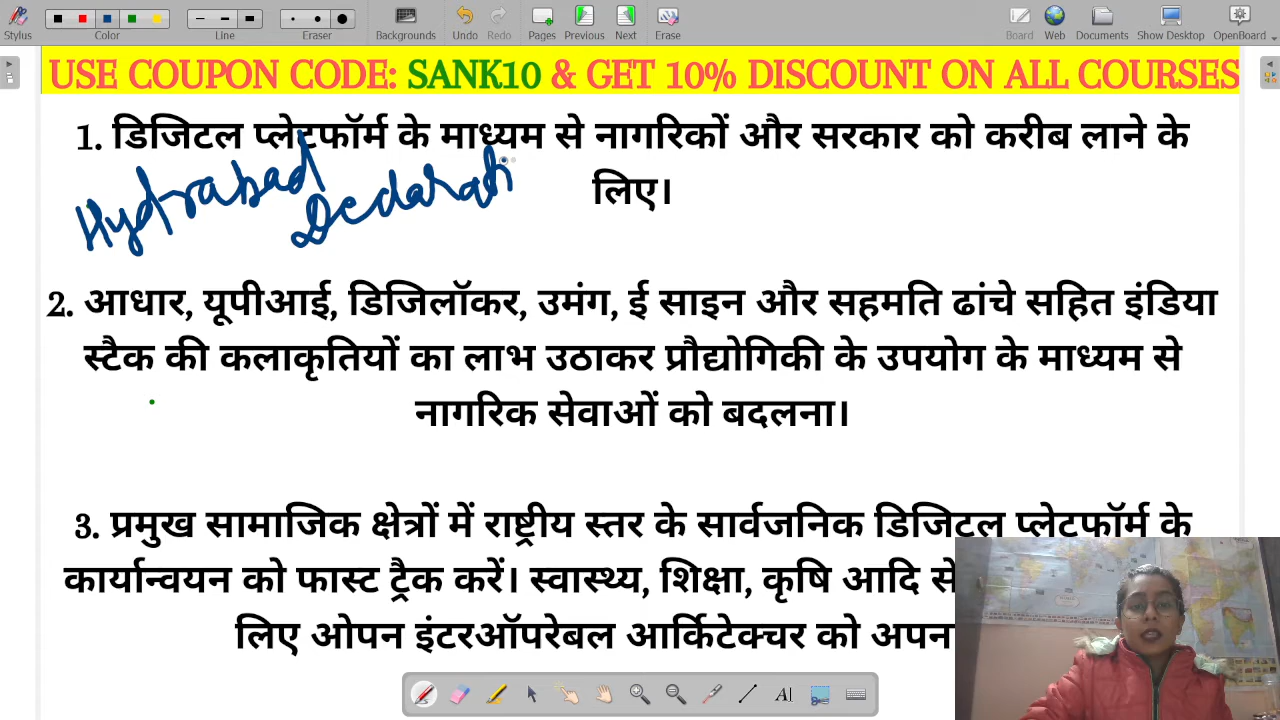 Stylus
Color
Line
Eraser
Backgrounds
Undo
Redo
Pages
Previous
Next
Erase
Board
Web
Documents
Show Desktop
OpenBoard
USE COUPON CODE: SANK10 & GET 10% DISCOUNT ON ALL COURSES
1. डिजिटल प्लेटफॉर्म के माध्यम से नागरिकों और सरकार को करीब लाने के
लिए।
Hydrabad
Declarati
2. आधार, यूपीआई, डिजिलॉकर, उमंग, ई साइन और सहमति ढांचे सहित इंडिया
स्टैक की कलाकृतियों का लाभ उठाकर प्रौद्योगिकी के उपयोग के माध्यम से
नागरिक सेवाओं को बदलना।
3. प्रमुख सामाजिक क्षेत्रों में राष्ट्रीय स्तर के सार्वजनिक डिजिटल प्लेटफॉर्म के
कार्यान्वयन को फास्ट ट्रैक करें। स्वास्थ्य, शिक्षा, कृषि आदि से
लिए ओपन इंटरऑपरेबल आर्किटेक्चर को अपन